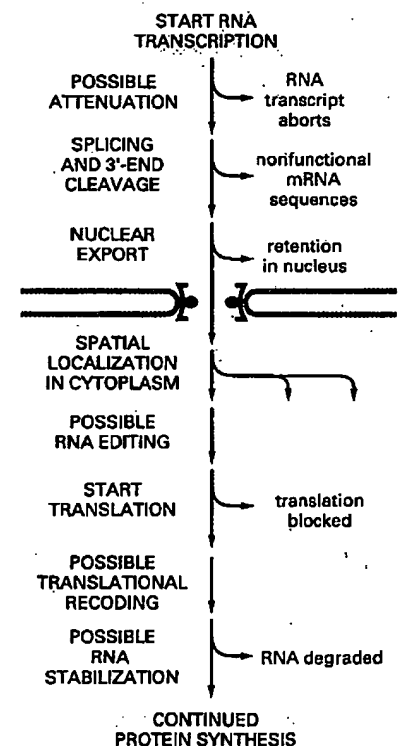 START RNA
TRANSCRIPTION
POSSIBLE
ATTENUATION
RNA
transcript
aborts
SPLICING
AND 3'-END
CLEAVAGE
nonfunctional
mRNA
sequences
NUCLEAR
EXPORT
retention
in nucleus
SPATIAL
LOCALIZATION
IN CYTOPLASM
POSSIBLE
RNA EDITING
START
TRANSLATION
translation
blocked
POSSIBLE
TRANSLATIONAL
RECODING
POSSIBLE
RNA
STABILIZATION
RNA degraded
CONTINUED
PROTEIN SYNTHESIS